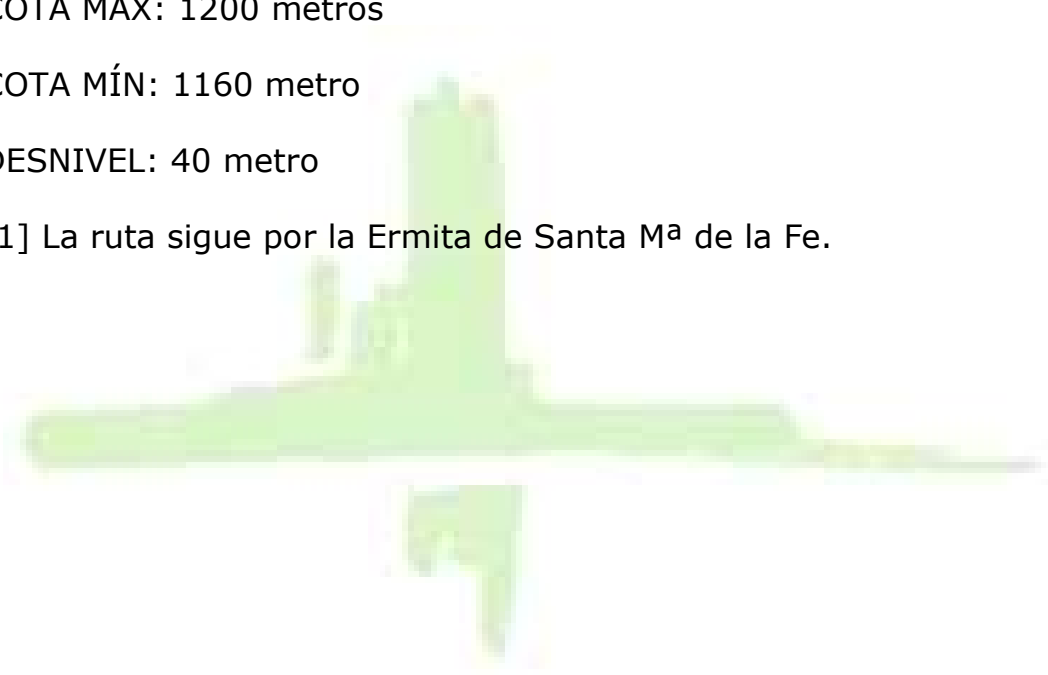 COTA MÁX: 1200 metros
COTA MÍN: 1160 metro
DESNIVEL: 40 metro
1] La ruta sigue por la Ermita de Santa Mª de la Fe.